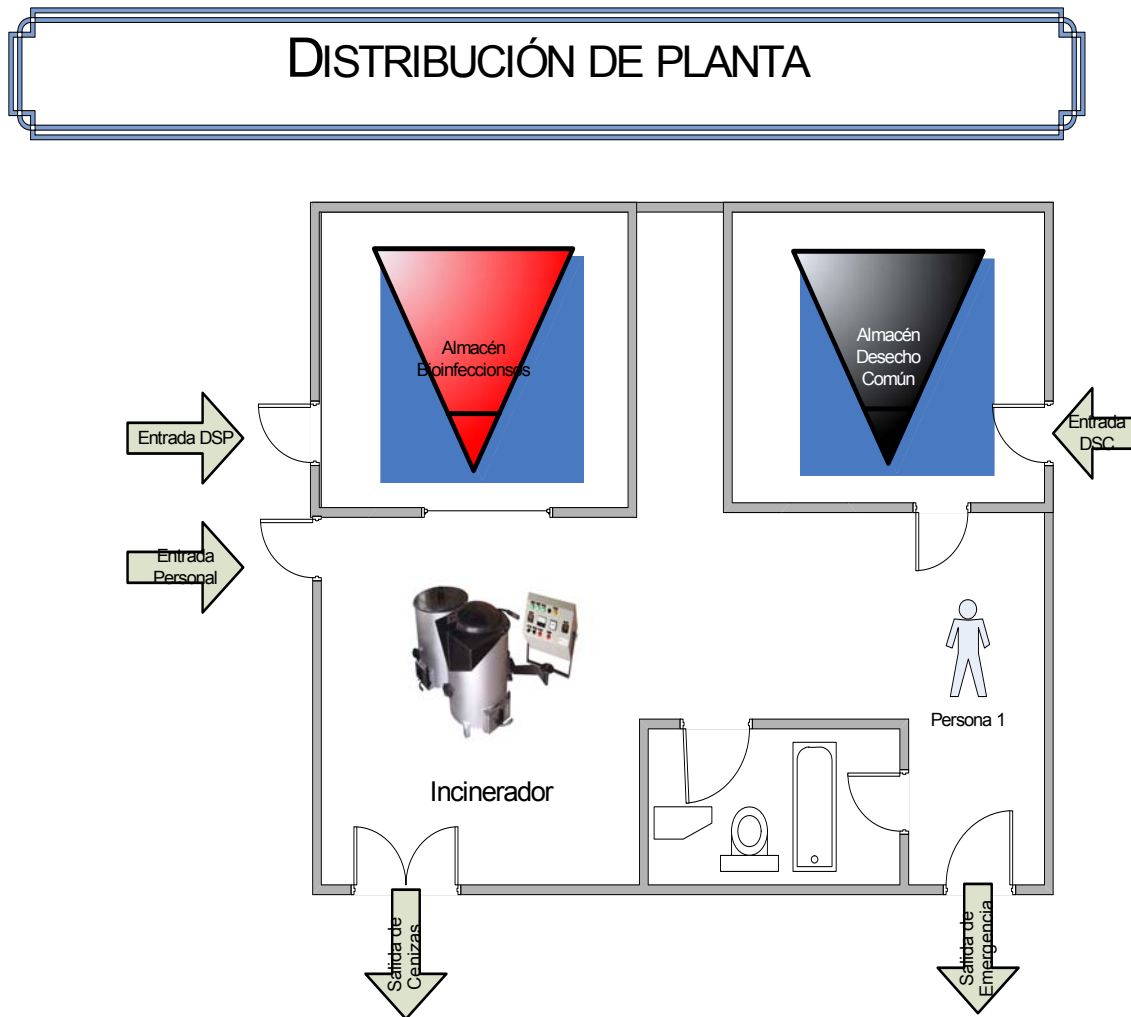 DISTRIBUCIÓN DE PLANTA
Almacén
Bioinfeccionsos
Almacén
Desecho
Común
Entrada DSP
Entrada
DSC
Entrada
Personal
Persona 1
Incinerador
Salida de
Cenizas
Salida de
Emergencia